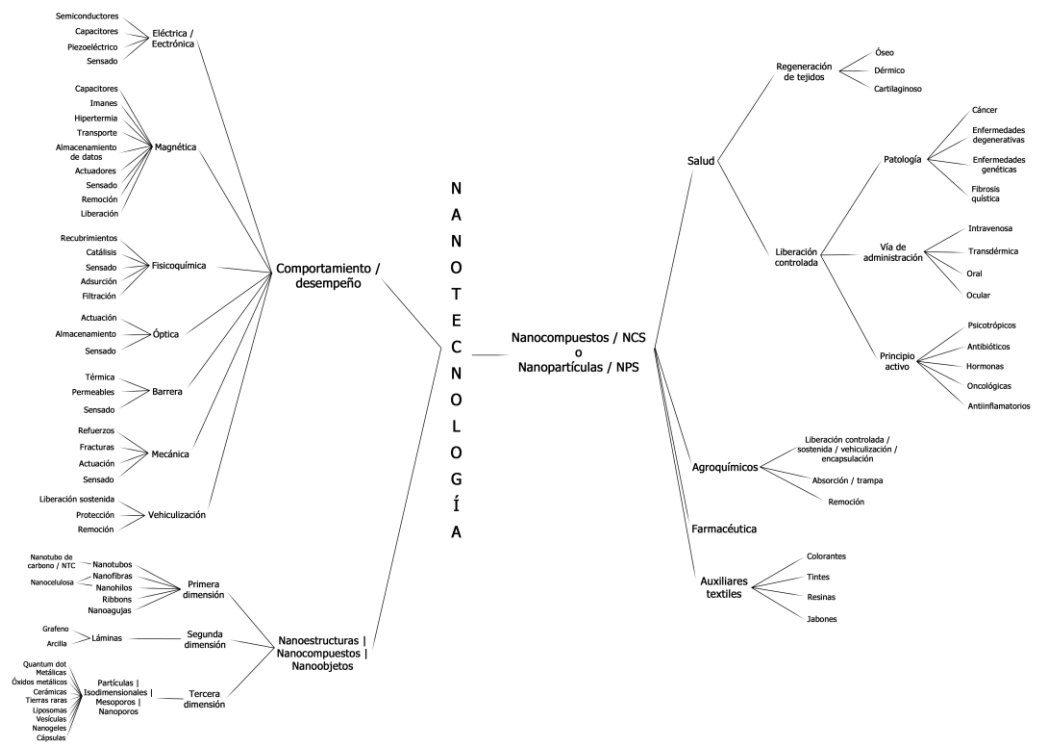 Semiconductores
Capacitores
Piezoeléctrico
Sensado
Eléctrica /
Eectrónica
Capacitores
Imanes
Hipertermia
Transporte
Almacenamiento
de datos
Actuadores
Sensado
Remoción
Liberación
Magnética
Recubrimientos
Catálisis
Sensado
Adsurción
Filtración
Fisicoquímica
Actuación
Almacenamiento
Sensado
Óptica
Térmica
Permeables
Sensado
Barrera
Refuerzos
Fracturas
Actuación
Sensado
Mecánica
Liberación sostenida
Protección
Remoción
Vehiculización
Comportamiento /
desempeño
Nanotubo de
carbono / NTC
Nanocelulosa
Nanotubos
Nanofibras
Nanohilos
Ribbons
Nanoagujas
Primera
dimensión
Grafeno
Arcilla
Láminas
Segunda
dimensión
Quantum dot
Metálicas
Óxidos metálicos
Cerámicas
Tierras raras
Liposomas
Vesículas
Nanogeles
Cápsulas
Partículas |
Isodimensionales |
Mesoporos |
Nanoporos
Tercera
dimensión
Nanoestructuras |
Nanocompuestos |
Nanoobjetos
NANOTECNOLOGÍA
Nanocompuestos / NCS
o
Nanopartículas / NPS
Salud
Regeneración
de tejidos
Óseo
Dérmico
Cartilaginoso
Liberación
controlada
Patología
Cáncer
Enfermedades
degenerativas
Enfermedades
genéticas
Fibrosis
quística
Vía de
administración
Intravenosa
Transdérmica
Oral
Ocular
Principio
activo
Psicotrópicos
Antibióticos
Hormonas
Oncológicas
Antiinflamatorios
Agroquímicos
Liberación controlada /
sostenida / vehiculización /
encapsulación
Absorción / trampa
Remoción
Farmacéutica
Auxiliares
textiles
Colorantes
Tintes
Resinas
Jabones